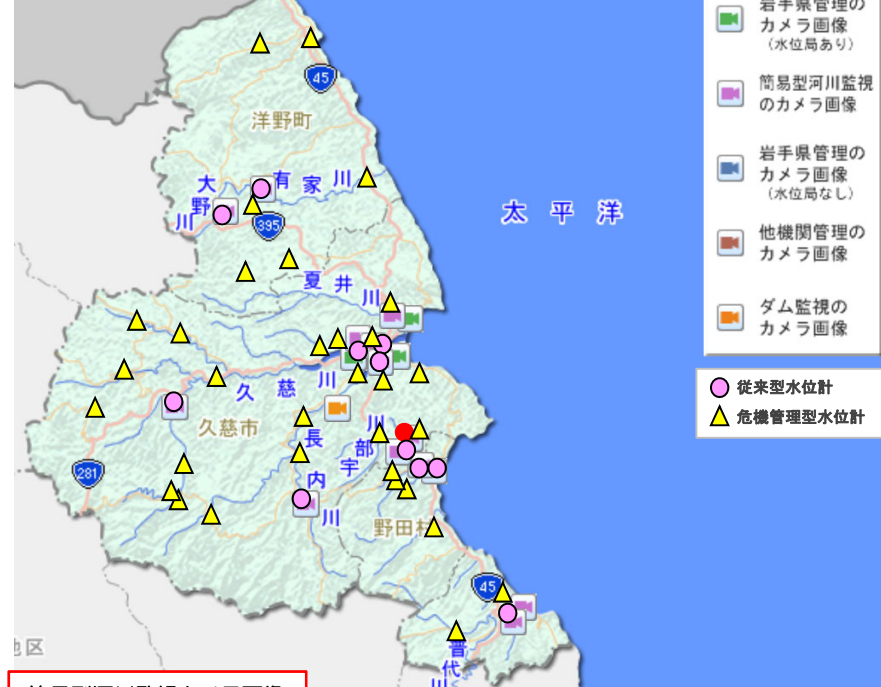 岩手県管理の
カメラ画像
（水位局あり）
簡易型河川監視
のカメラ画像
岩手県管理の
カメラ画像
（水位局なし）
他機関管理の
カメラ画像
ダム監視の
カメラ画像
従来型水位計
危機管理型水位計
45
洋野町
有家川
大野川
395
太平洋
夏井川
久慈川
久慈市
長内川
宇部川
281
野田村
45
普代川
地区